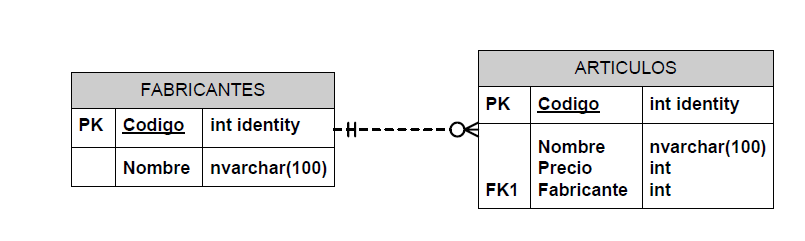 FABRICANTES
PK Codigo int identity
Nombre nvarchar(100)
ARTICULOS
PK Codigo int identity
Nombre nvarchar(100)
Precio int
FK1 Fabricante int